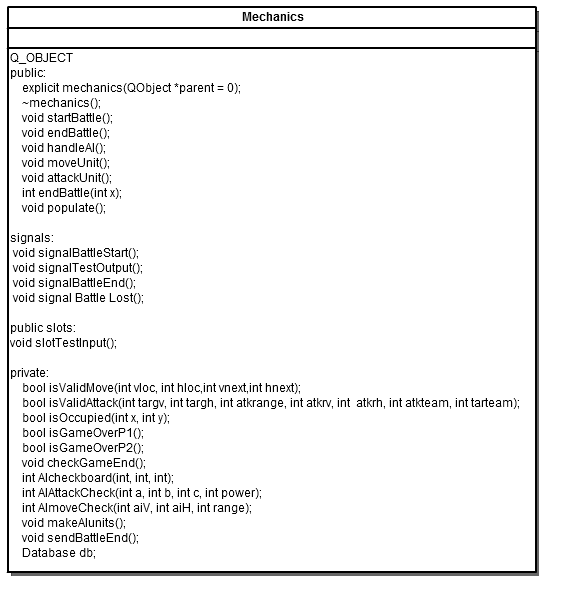 Mechanics
Q_OBJECT
public:
explicit mechanics(QObject *parent = 0);
~mechanics();
void startBattle();
void endBattle();
void handleAI();
void moveUnit();
void attackUnit();
int endBattle(int x);
void populate();
signals:
void signalBattleStart();
void signalTestOutput();
void signalBattleEnd();
void signal Battle Lost();
public slots:
void slotTestInput();
private:
bool isValidMove(int vloc, int hloc,int vnext,int hnext);
bool isValidAttack(int targv, int targh, int atkrange, int atkrv, int  atkrh, int atkteam, int tarteam);
bool isOccupied(int x, int y);
bool isGameOverP1();
bool isGameOverP2();
void checkGameEnd();
int AIcheckboard(int, int, int);
int AIAttackCheck(int a, int b, int c, int power);
int AImoveCheck(int aiV, int aiH, int range);
void makeAIunits();
void sendBattleEnd();
Database db;